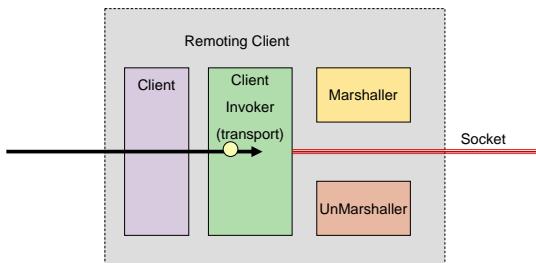 Remoting Client
Client
Client
Invoker
(transport)
Marshaller
Socket
UnMarshaller